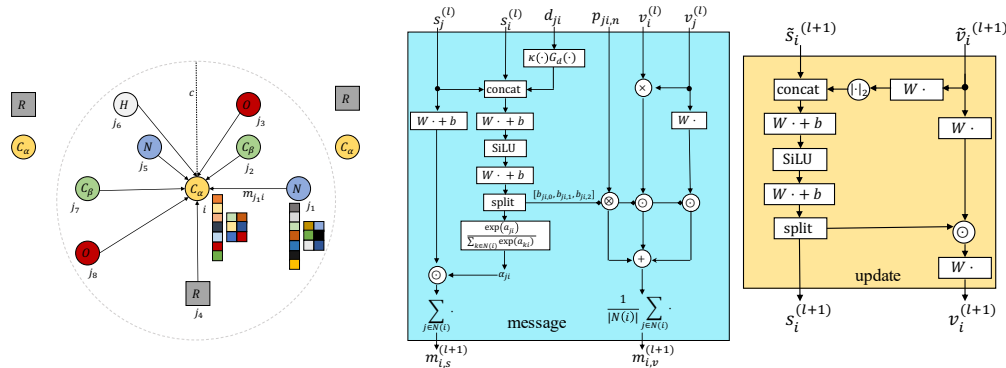 R
C_α
H
j_6
c
O
j_3
N
j_5
C_β
j_2
R
C_α
C_β
j_7
C_α
i
m_{j_1 i}
N
j_1
O
j_8
R
j_4
s_j^{(l)} s_i^{(l)} d_{ji} p_{ji,n} v_i^{(l)} v_j^{(l)}
κ(·)G_d(·)
concat
×
W · + b
W · + b
W ·
SiLU
W · + b
split
[b_{ji,0}, b_{ji,1}, b_{ji,2}]
⊗ ⊙ ⊙
exp(a_{ji})
∑_{k∈N(i)} exp(a_{ki})
⊙ α_{ji}
+
∑_{j∈N(i)} ·
message
1/|N(i)| ∑_{j∈N(i)} ·
m_{i,s}^{(l+1)} m_{i,v}^{(l+1)}
s̃_i^{(l+1)} ṽ_i^{(l+1)}
concat |·|_2 W ·
W · + b
W ·
SiLU
W · + b
split
⊙
W ·
update
s_i^{(l+1)} v_i^{(l+1)}